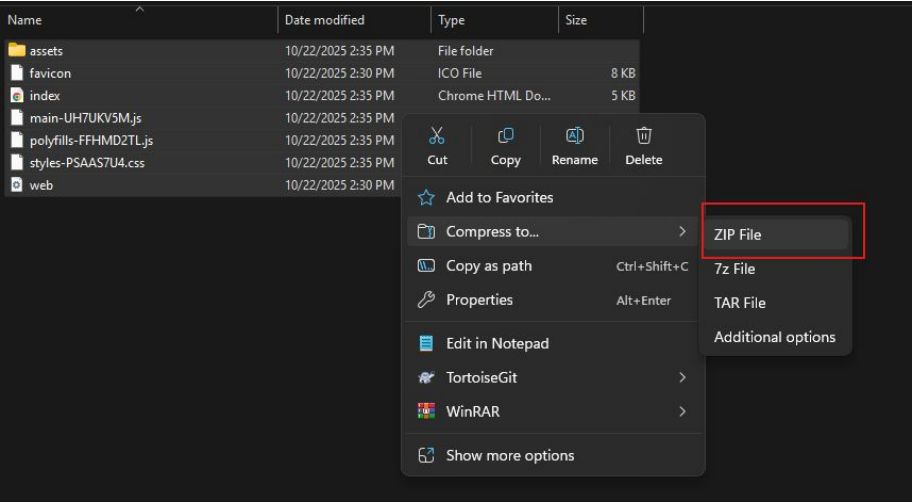 Name Date modified Type Size
assets 10/22/2025 2:35 PM File folder
favicon 10/22/2025 2:30 PM ICO File 8 KB
index 10/22/2025 2:35 PM Chrome HTML Do... 5 KB
main-UH7UKV5M.js 10/22/2025 2:35 PM
polyfills-FFHMD2TL.js 10/22/2025 2:35 PM
styles-PSAAS7U4.css 10/22/2025 2:35 PM
web 10/22/2025 2:30 PM
Cut Copy Rename Delete
Add to Favorites
Compress to...
Copy as path Ctrl+Shift+C
Properties Alt+Enter
Edit in Notepad
TortoiseGit
WinRAR
Show more options
ZIP File
7z File
TAR File
Additional options